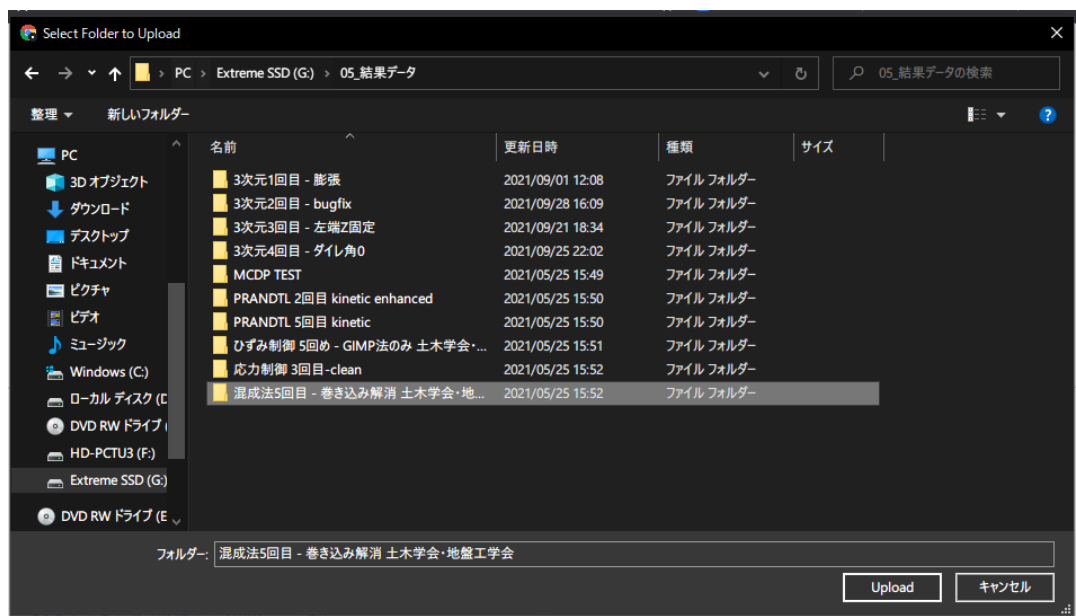 Select Folder to Upload
PC › Extreme SSD (G:) › 05_結果データ
05_結果データの検索
整理 新しいフォルダー
名前 更新日時 種類 サイズ
PC
3D オブジェクト
ダウンロード
デスクトップ
ドキュメント
ピクチャ
ビデオ
ミュージック
Windows (C:)
ローカル ディスク (D
DVD RW ドライブ (
HD-PCTU3 (F:)
Extreme SSD (G:)
DVD RW ドライブ (E
3次元1回目 - 膨張 2021/09/01 12:08 ファイル フォルダー
3次元2回目 - bugfix 2021/09/28 16:09 ファイル フォルダー
3次元3回目 - 左端Z固定 2021/09/21 18:34 ファイル フォルダー
3次元4回目 - ダイレ角0 2021/09/25 22:02 ファイル フォルダー
MCDP TEST 2021/05/25 15:49 ファイル フォルダー
PRANDTL 2回目 kinetic enhanced 2021/05/25 15:50 ファイル フォルダー
PRANDTL 5回目 kinetic 2021/05/25 15:50 ファイル フォルダー
ひずみ制御 5回め - GIMP法のみ 土木学会・... 2021/05/25 15:51 ファイル フォルダー
応力制御 3回目-clean 2021/05/25 15:52 ファイル フォルダー
混成法5回目 - 巻き込み解消 土木学会・地... 2021/05/25 15:52 ファイル フォルダー
フォルダー: 混成法5回目 - 巻き込み解消 土木学会・地盤工学会
Upload キャンセル